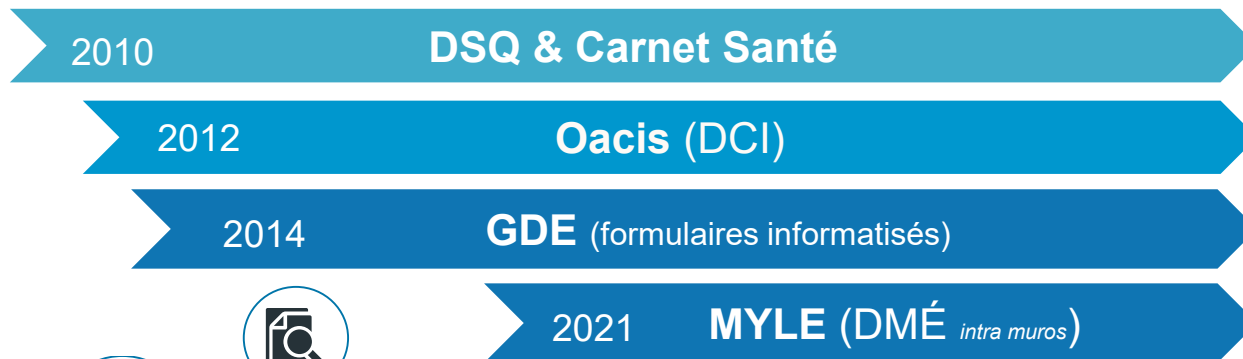 2010 DSQ & Carnet Santé
2012 Oacis (DCI)
2014 GDE (formulaires informatisés)
2021 MYLE (DMÉ intra muros)